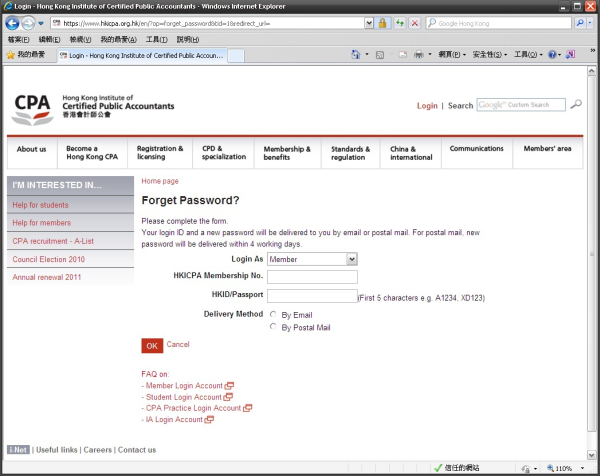 Login - Hong Kong Institute of Certified Public Accountants - Windows Internet Explorer
https://www.hkicpa.org.hk/en/?op=forget_password&tid=1&redirect_url=
Google Hong Kong
檔案(F) 編輯(E) 檢視(V) 我的最愛(A) 工具(T) 說明(H)
我的最愛 Login - Hong Kong Institute of Certified Public Accoun... 網頁(P) 安全性(S) 工具(O)
CPA Hong Kong Institute of
Certified Public Accountants
香港會計師公會
Login | Search Google™ Custom Search
About us
Become a
Hong Kong CPA
Registration &
licensing
CPD &
specialization
Membership &
benefits
Standards &
regulation
China &
international
Communications
Members' area
I'M INTERESTED IN...
Help for students
Help for members
CPA recruitment - A-List
Council Election 2010
Annual renewal 2011
Home page
Forget Password?
Please complete the form.
Your login ID and a new password will be delivered to you by email or postal mail. For postal mail, new
password will be delivered within 4 working days.
Login As Member
HKICPA Membership No.
HKID/Passport (First 5 characters e.g. A1234, XD123)
Delivery Method By Email
By Postal Mail
OK Cancel
FAQ on:
- Member Login Account
- Student Login Account
- CPA Practice Login Account
- IA Login Account
i-Net | Useful links | Careers | Contact us
信任的網站 110%